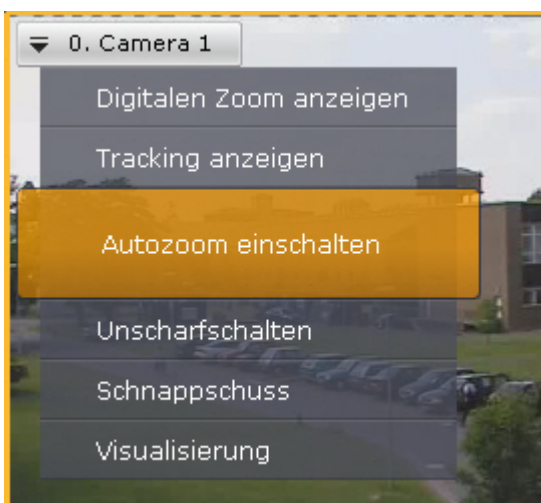 0. Camera 1
Digitalen Zoom anzeigen
Tracking anzeigen
Autozoom einschalten
Unscharfschalten
Schnappschuss
Visualisierung